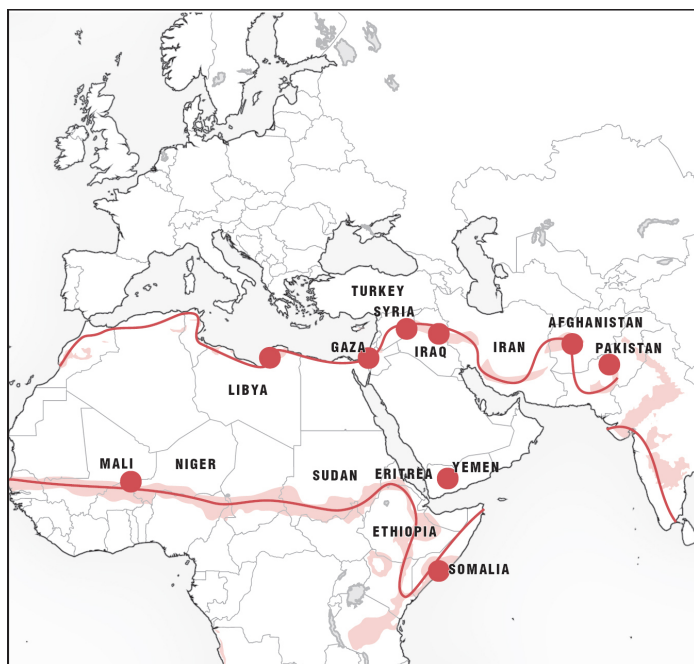 TURKEY
SYRIA
AFGHANISTAN
GAZA
IRAQ
IRAN
PAKISTAN
LIBYA
MALI
NIGER
SUDAN
ERITREA
YEMEN
ETHIOPIA
SOMALIA